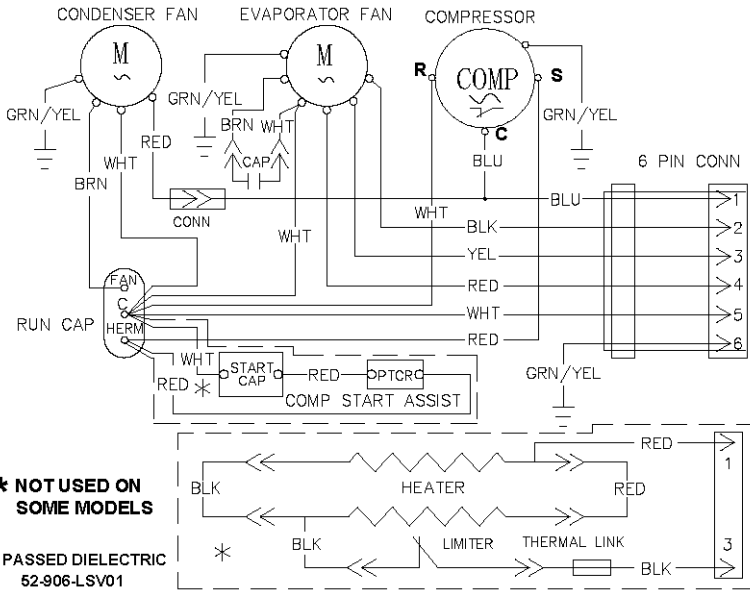 CONDENSER FAN EVAPORATOR FAN COMPRESSOR
M M COMP
R S
C
GRN/YEL GRN/YEL GRN/YEL
BRN WHT
RED
WHT
CAP
BLU
6 PIN CONN
BRN
CONN
BLU 1
WHT
BLK 2
WHT
YEL 3
FAN
RED 4
C
WHT 5
RUN CAP
HERM
RED 6
WHT
START CAP
RED
PTCR
GRN/YEL
RED *
COMP START ASSIST
RED
1
BLK HEATER RED
* NOT USED ON
SOME MODELS
*
BLK LIMITER THERMAL LINK 3
BLK
PASSED DIELECTRIC
52-906-LSV01